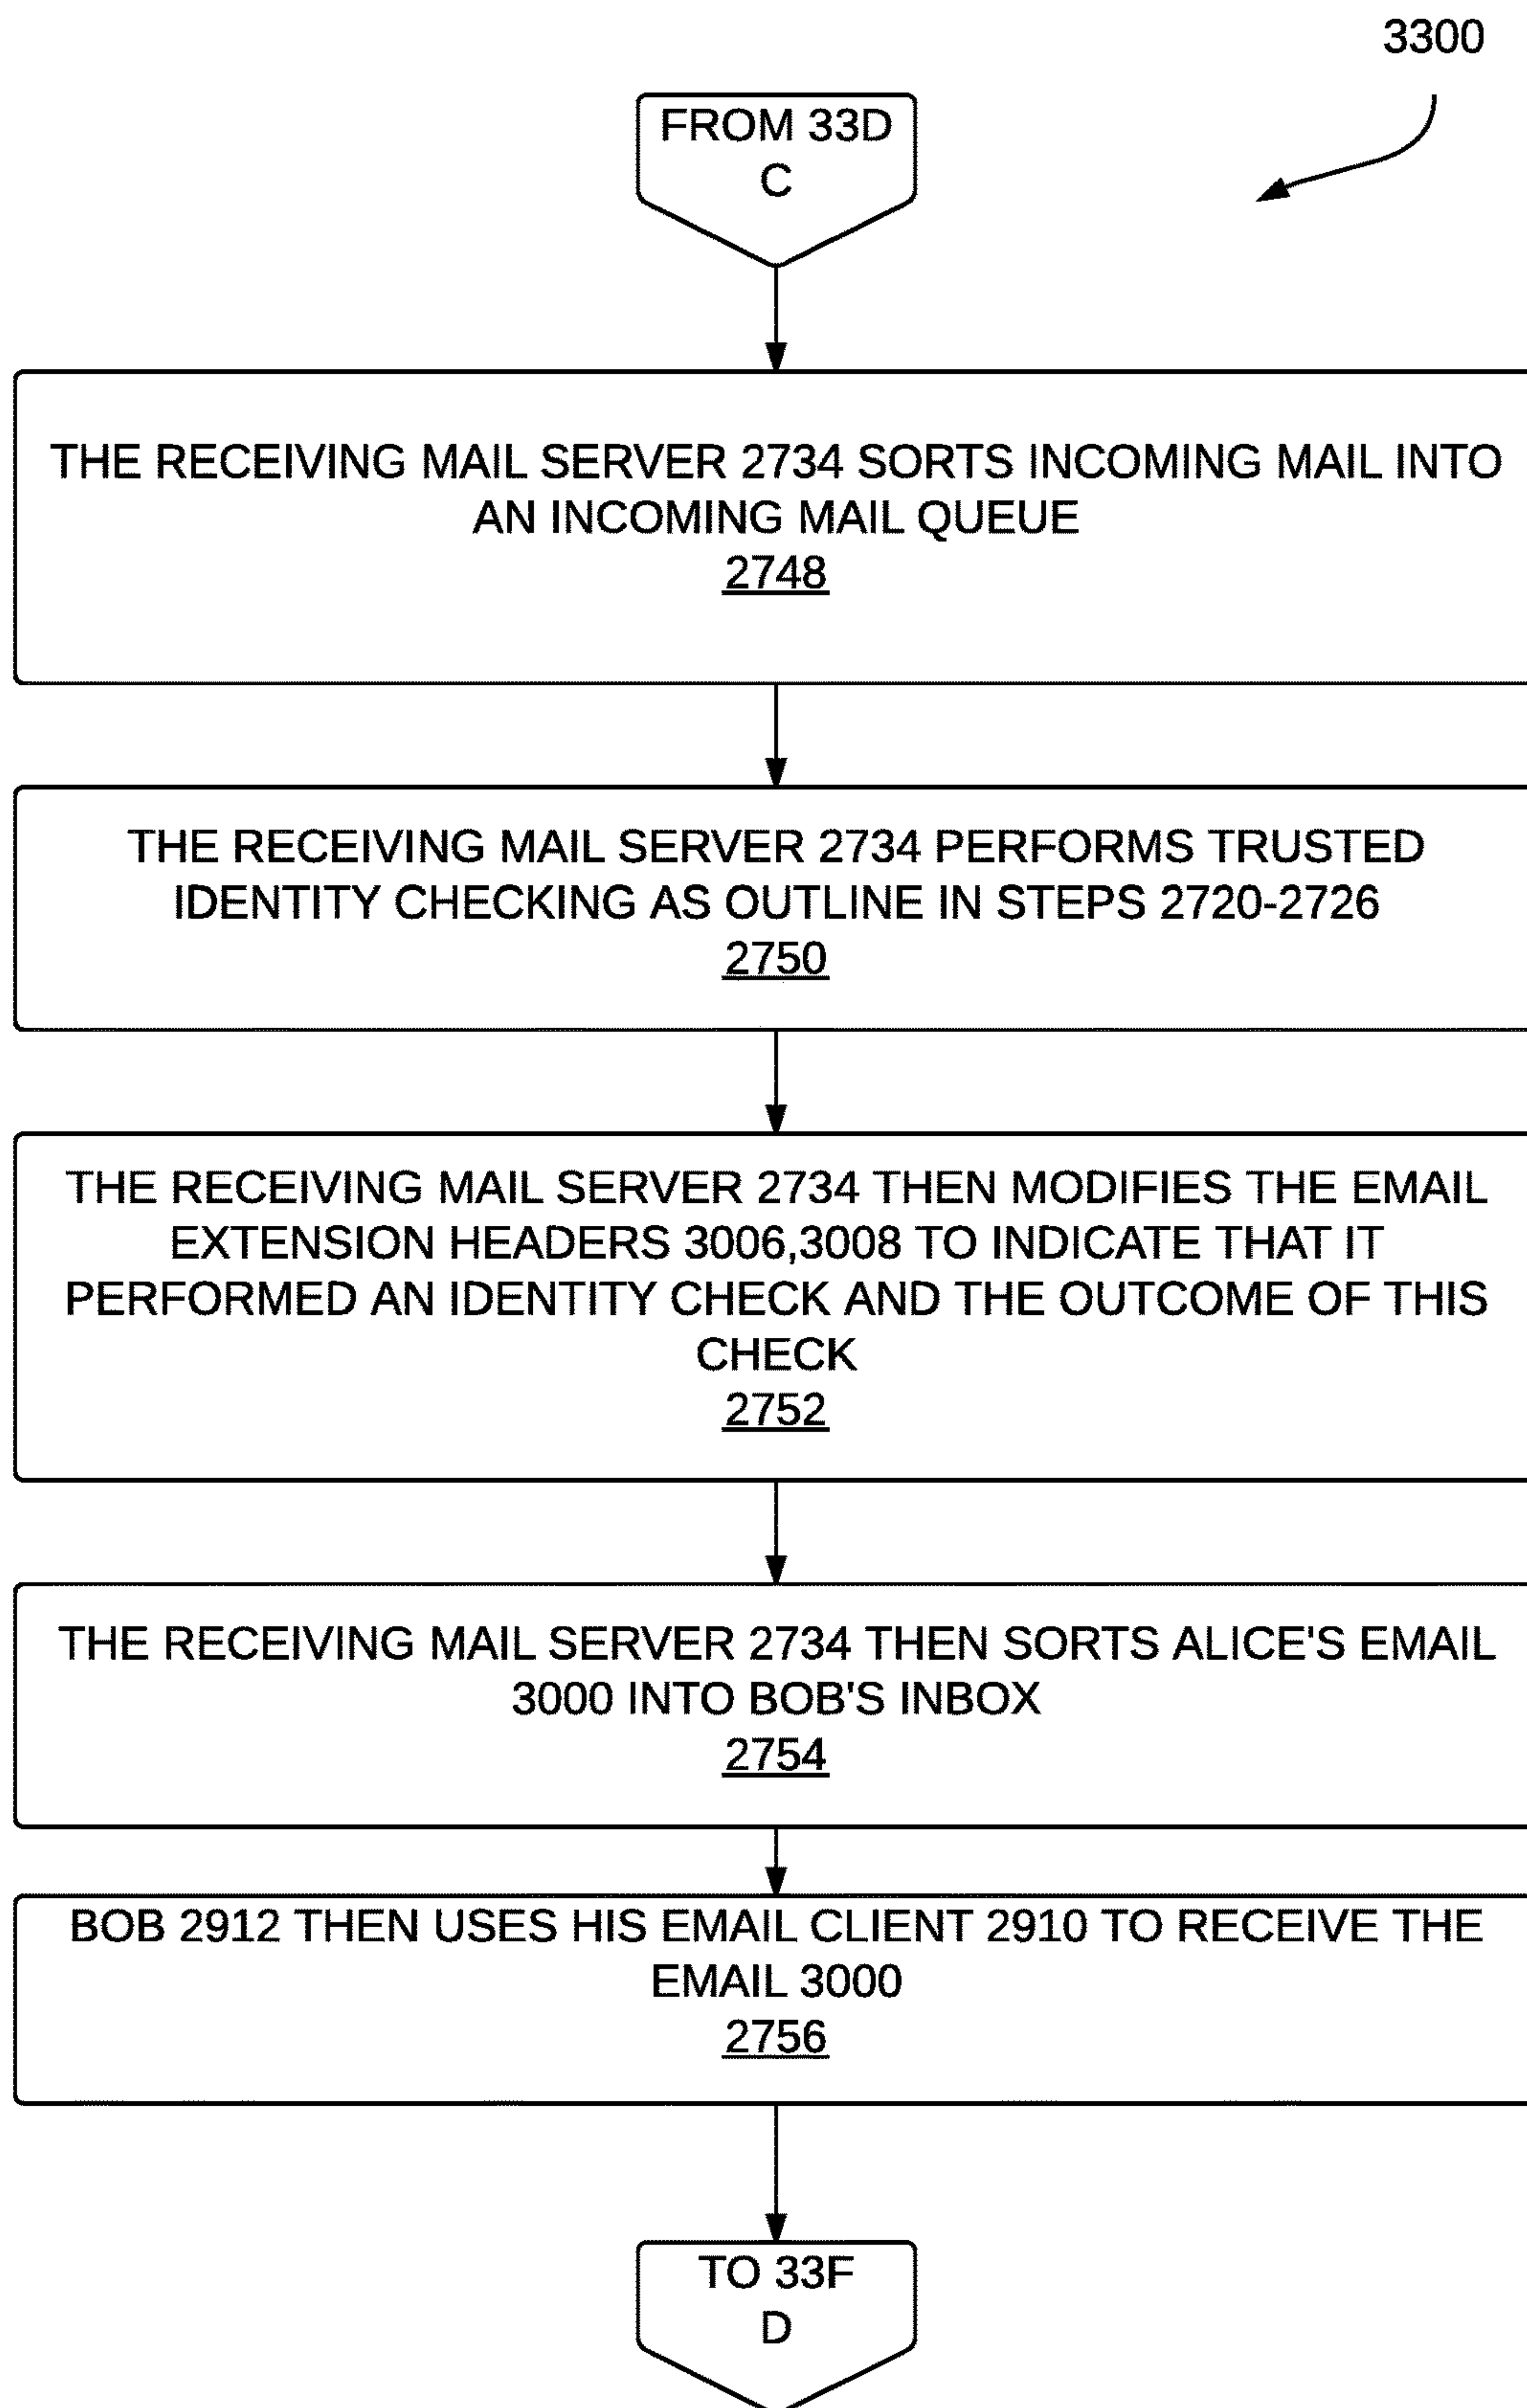 3300
FROM 33D
C
THE RECEIVING MAIL SERVER 2734 SORTS INCOMING MAIL INTO
AN INCOMING MAIL QUEUE
2748
THE RECEIVING MAIL SERVER 2734 PERFORMS TRUSTED
IDENTITY CHECKING AS OUTLINE IN STEPS 2720-2726
2750
THE RECEIVING MAIL SERVER 2734 THEN MODIFIES THE EMAIL
EXTENSION HEADERS 3006,3008 TO INDICATE THAT IT
PERFORMED AN IDENTITY CHECK AND THE OUTCOME OF THIS
CHECK
2752
THE RECEIVING MAIL SERVER 2734 THEN SORTS ALICE'S EMAIL
3000 INTO BOB'S INBOX
2754
BOB 2912 THEN USES HIS EMAIL CLIENT 2910 TO RECEIVE THE
EMAIL 3000
2756
TO 33F
D